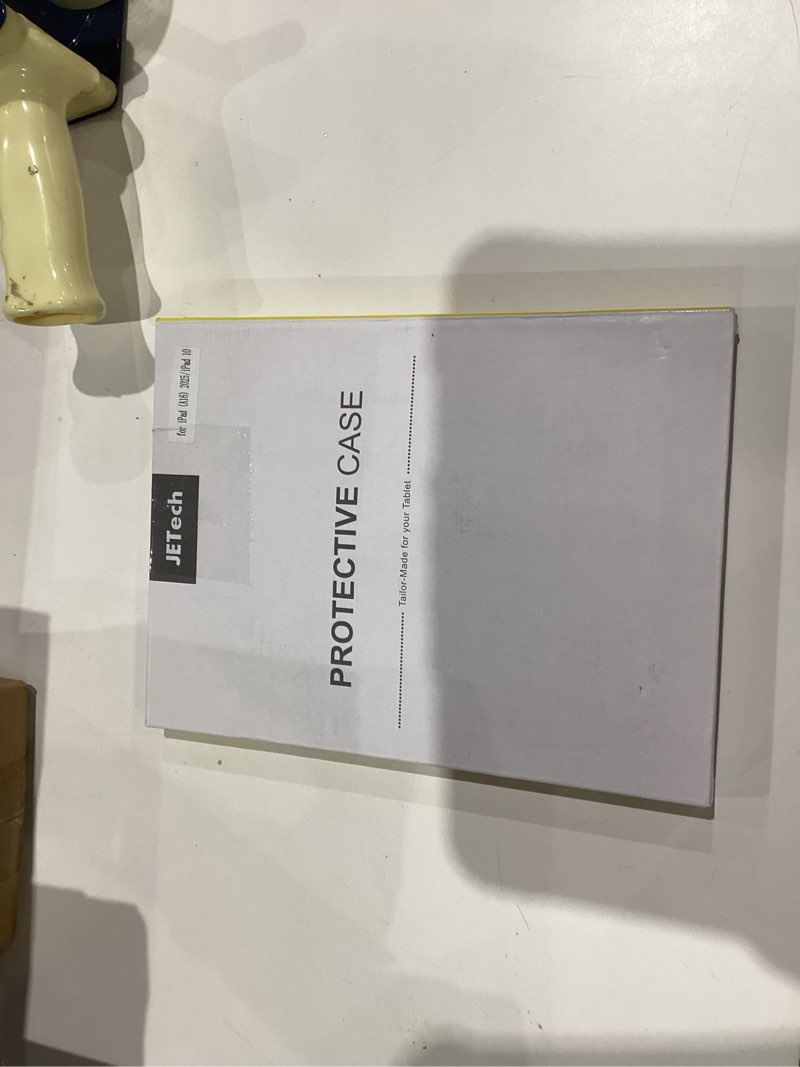 JETech
for iPad (A16) 2025/iPad 10
PROTECTIVE CASE
Tailor-Made for your Tablet